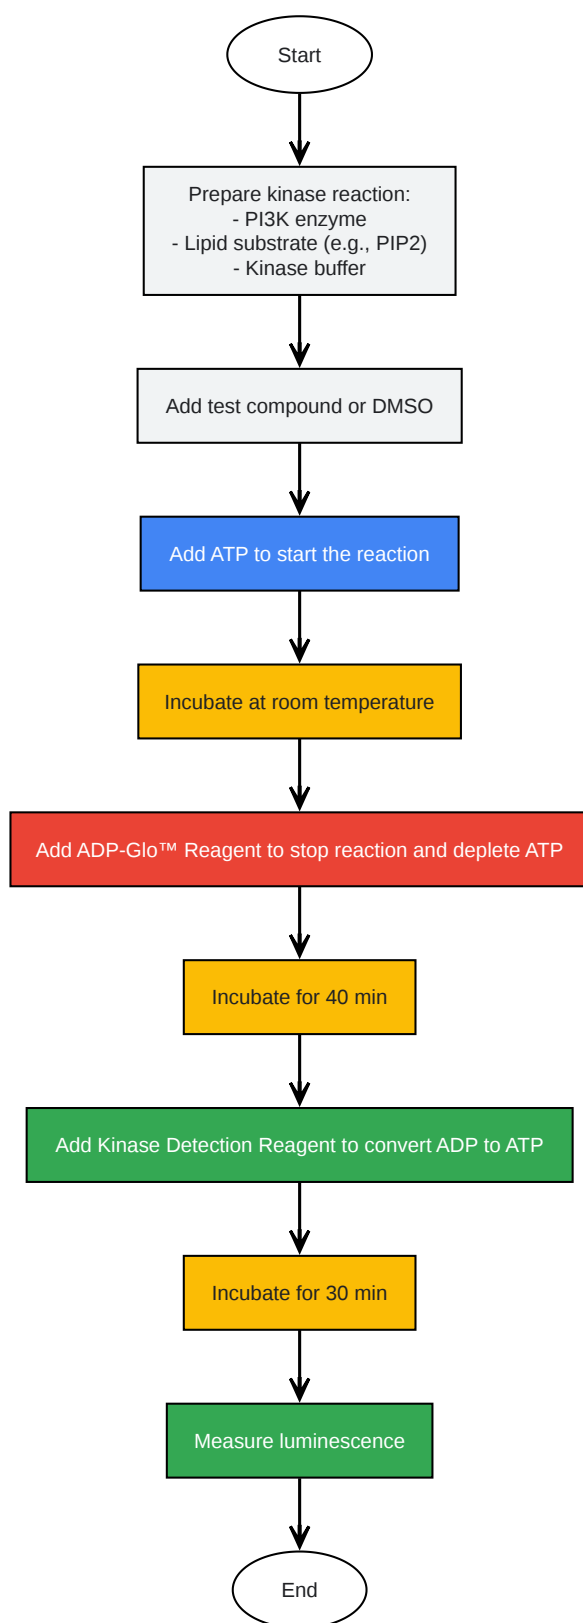 Start
Prepare kinase reaction:
- PI3K enzyme
- Lipid substrate (e.g., PIP2)
- Kinase buffer
Add test compound or DMSO
Add ATP to start the reaction
Incubate at room temperature
Add ADP-Glo™ Reagent to stop reaction and deplete ATP
Incubate for 40 min
Add Kinase Detection Reagent to convert ADP to ATP
Incubate for 30 min
Measure luminescence
End